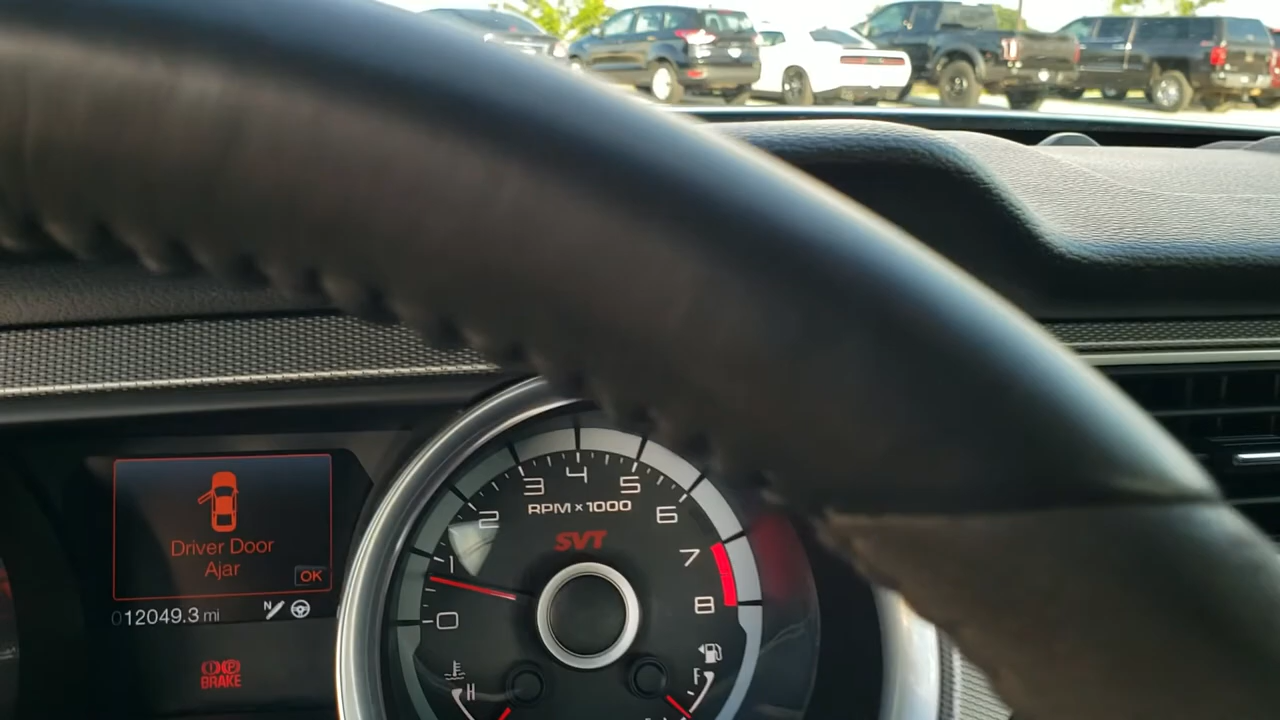 Driver Door
Ajar
OK
012049.3 mi
N
BRAKE
0
1
2
3
4
5
6
7
8
RPM x 1000
SVT
H
F